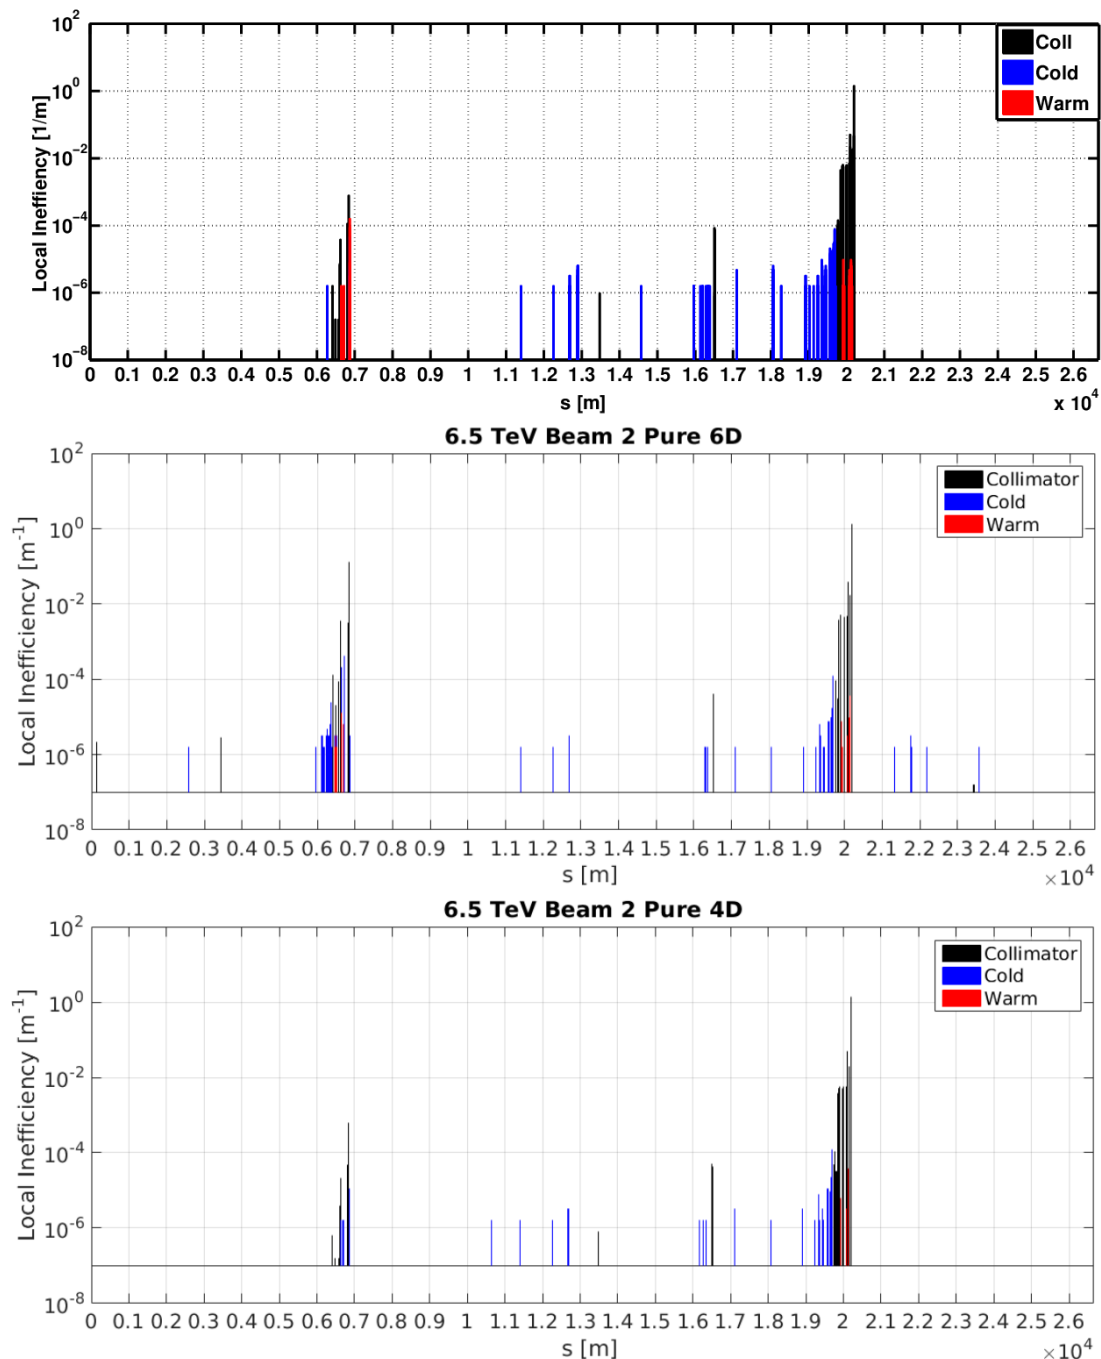 10^2
10^0
10^-2
10^-4
10^-6
10^-8
Local Ineffiency [1/m]
Coll
Cold
Warm
0 0.1 0.2 0.3 0.4 0.5 0.6 0.7 0.8 0.9 1 1.1 1.2 1.3 1.4 1.5 1.6 1.7 1.8 1.9 2 2.1 2.2 2.3 2.4 2.5 2.6
s [m]
x 10^4
6.5 TeV Beam 2 Pure 6D
10^2
10^0
10^-2
10^-4
10^-6
10^-8
Local Inefficiency [m^-1]
Collimator
Cold
Warm
0 0.1 0.2 0.3 0.4 0.5 0.6 0.7 0.8 0.9 1 1.1 1.2 1.3 1.4 1.5 1.6 1.7 1.8 1.9 2 2.1 2.2 2.3 2.4 2.5 2.6
s [m]
×10^4
6.5 TeV Beam 2 Pure 4D
10^2
10^0
10^-2
10^-4
10^-6
10^-8
Local Inefficiency [m^-1]
Collimator
Cold
Warm
0 0.1 0.2 0.3 0.4 0.5 0.6 0.7 0.8 0.9 1 1.1 1.2 1.3 1.4 1.5 1.6 1.7 1.8 1.9 2 2.1 2.2 2.3 2.4 2.5 2.6
s [m]
×10^4